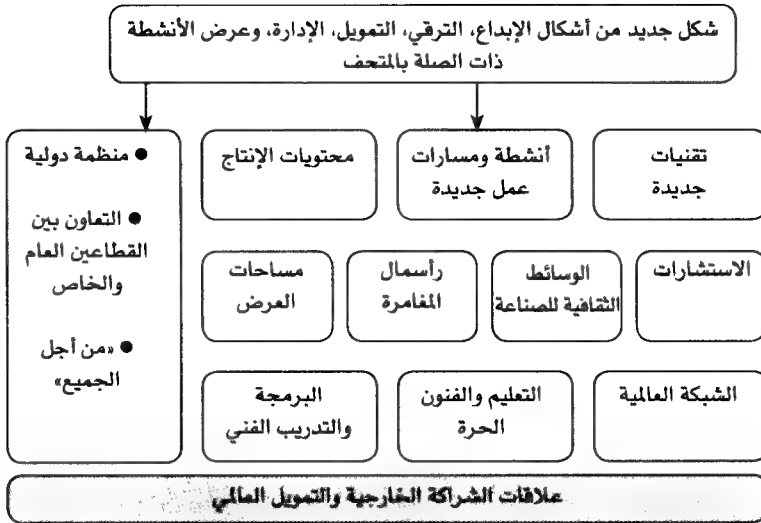 شكل جديد من أشكال الإبداع، الترقي، التمويل، الإدارة، وعرض الأنشطة
ذات الصلة بالمتحف
تقنيات
جديدة
أنشطة ومسارات
عمل جديدة
محتويات الإنتاج
● منظمة دولية
● التعاون بين
القطاعين العام
والخاص
● «من أجل
الجميع»
الاستشارات
الوسائط
الثقافية للصناعة
رأسمال
المغامرة
مساحات
العرض
الشبكة العالمية
التعليم والفنون
الحرة
البرمجة
والتدريب الفني
علاقات الشراكة الخارجية والتمويل العالمي